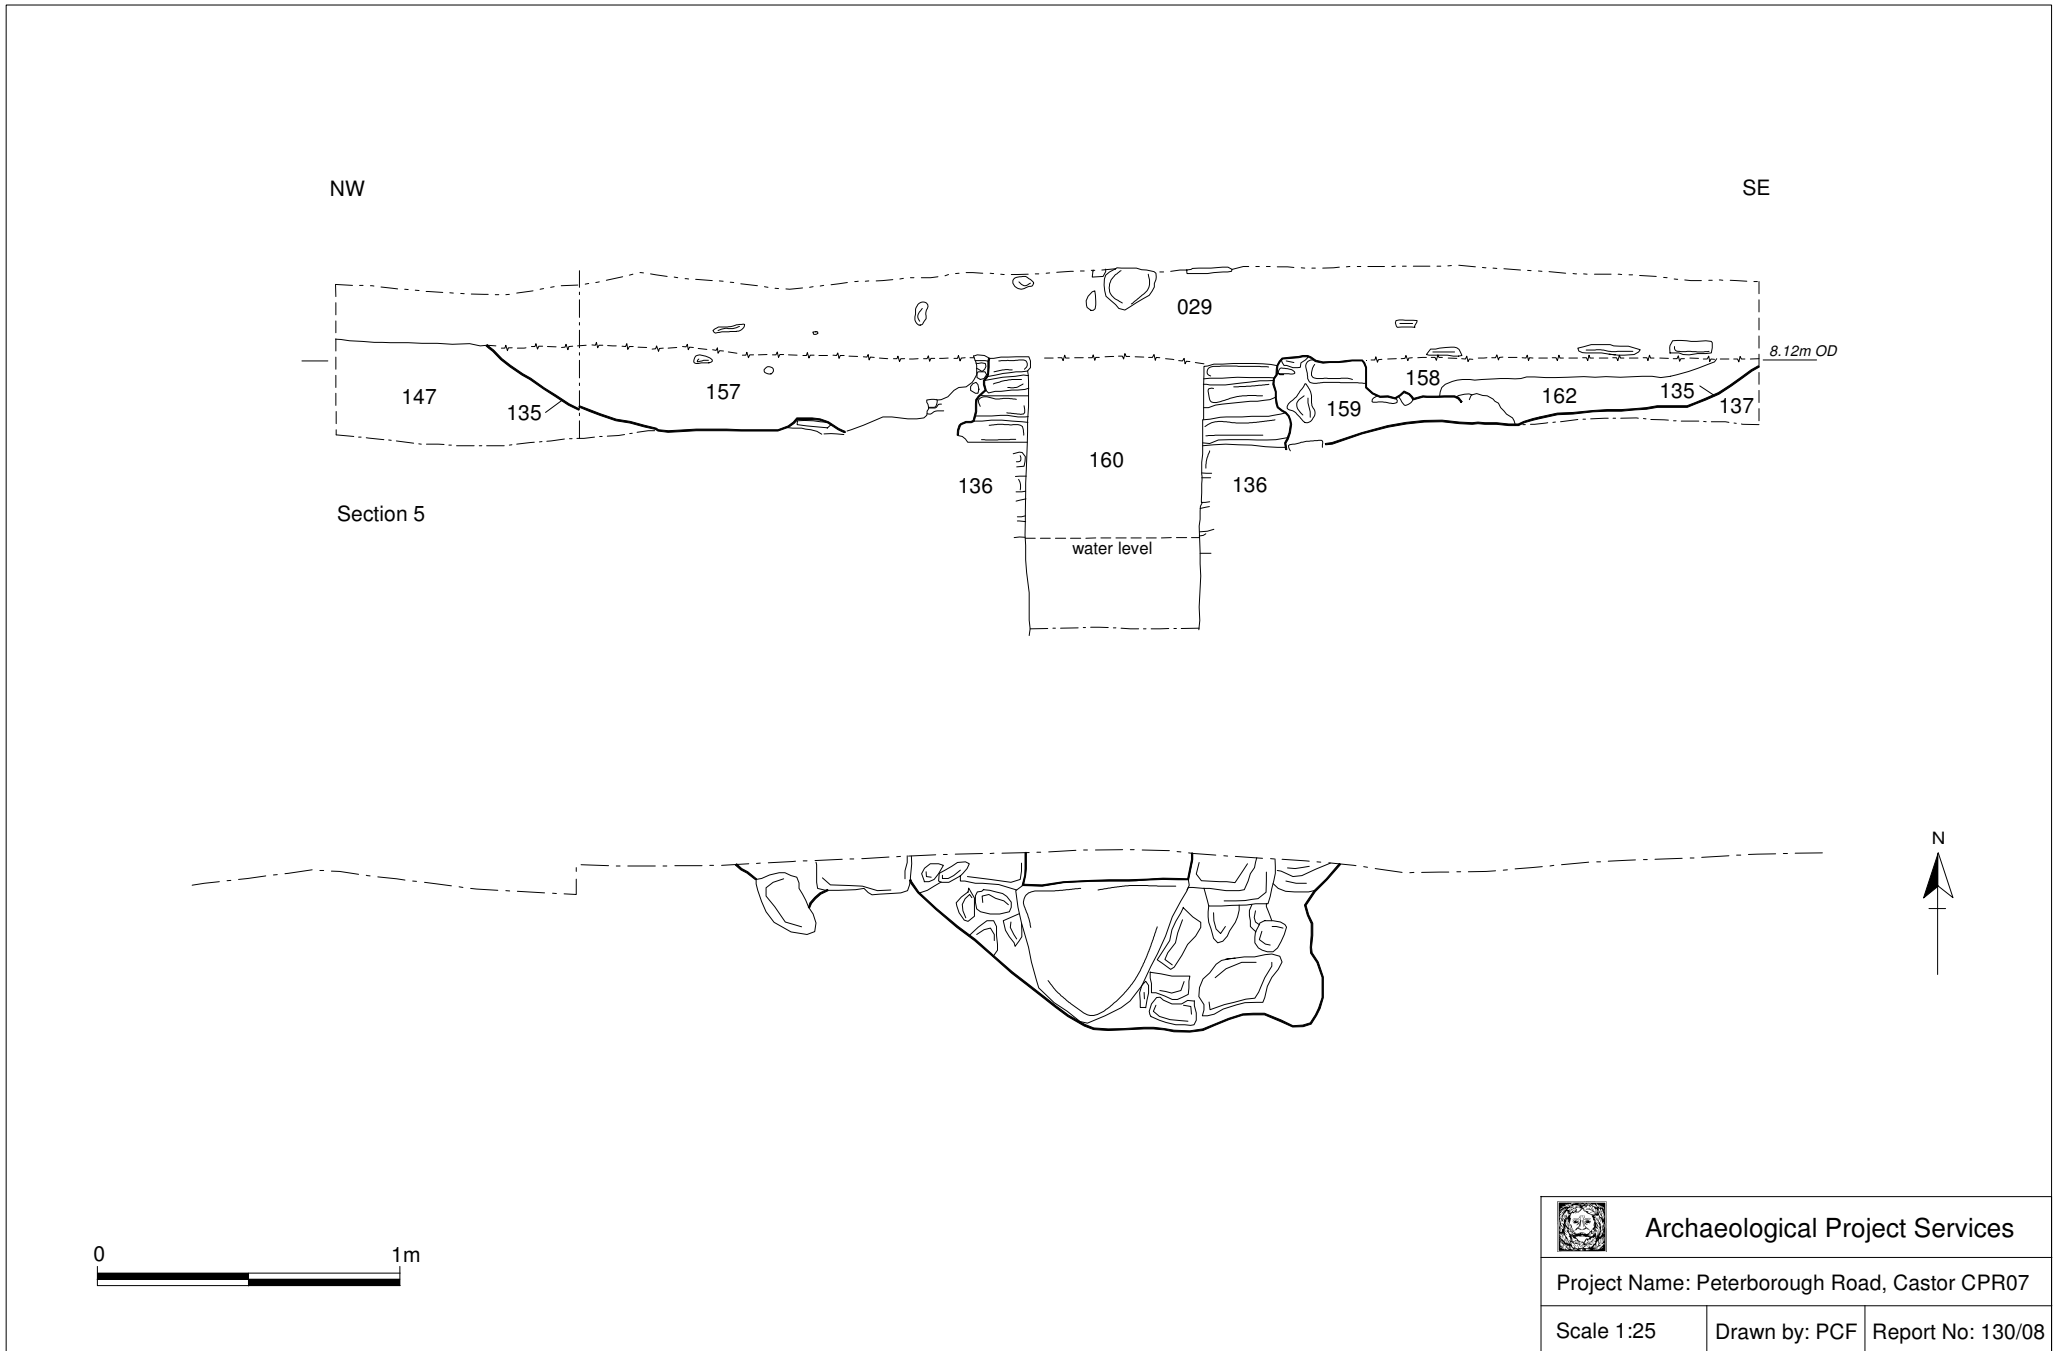 NW
SE
029
8.12m OD
147
135
157
158
162
135
137
159
160
136
136
Section 5
water level
N
0
1m
Archaeological Project Services
Project Name: Peterborough Road, Castor CPR07
Scale 1:25
Drawn by: PCF
Report No: 130/08